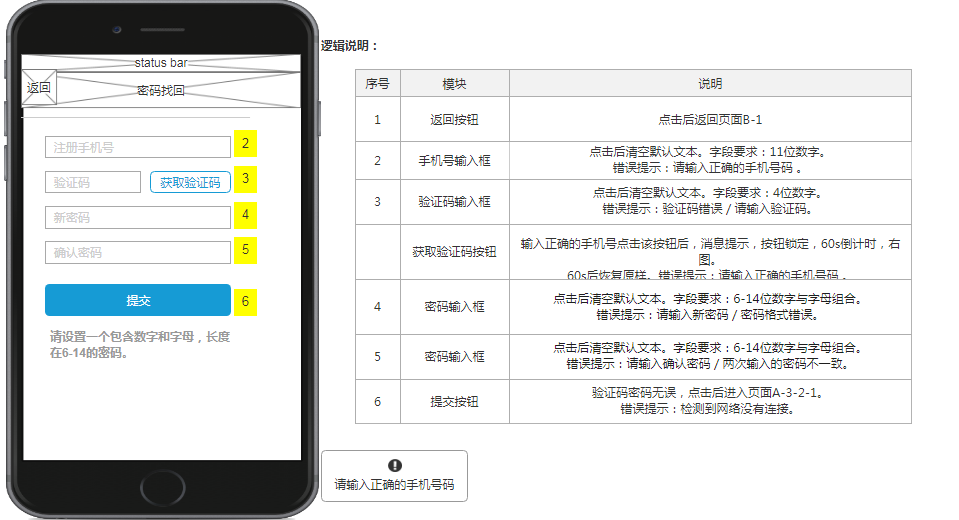 status bar
返回
密码找回
注册手机号
2
验证码
获取验证码
3
新密码
4
确认密码
5
提交
6
请设置一个包含数字和字母，长度
在6-14的密码。
逻辑说明：
序号 模块 说明
1 返回按钮 点击后返回页面B-1
2 手机号输入框 点击后清空默认文本。字段要求：11位数字。
错误提示：请输入正确的手机号码 。
3 验证码输入框 点击后清空默认文本。字段要求：4位数字。
错误提示：验证码错误 / 请输入验证码。
获取验证码按钮 输入正确的手机号点击该按钮后，消息提示，按钮锁定，60s倒计时，右
图。
60s后恢复原样。错误提示：请输入正确的手机号码 。
4 密码输入框 点击后清空默认文本。字段要求：6-14位数字与字母组合。
错误提示：请输入新密码 / 密码格式错误。
5 密码输入框 点击后清空默认文本。字段要求：6-14位数字与字母组合。
错误提示：请输入确认密码 / 两次输入的密码不一致。
6 提交按钮 验证码密码无误，点击后进入页面A-3-2-1。
错误提示：检测到网络没有连接。
请输入正确的手机号码